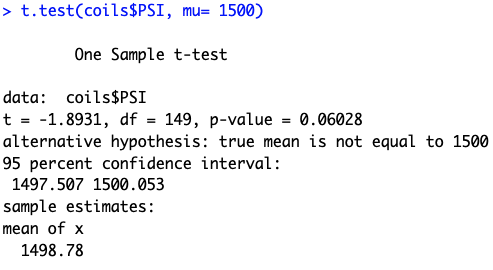 > t.test(coils$PSI, mu= 1500)
One Sample t-test
data:  coils$PSI
t = -1.8931, df = 149, p-value = 0.06028
alternative hypothesis: true mean is not equal to 1500
95 percent confidence interval:
1497.507 1500.053
sample estimates:
mean of x
1498.78